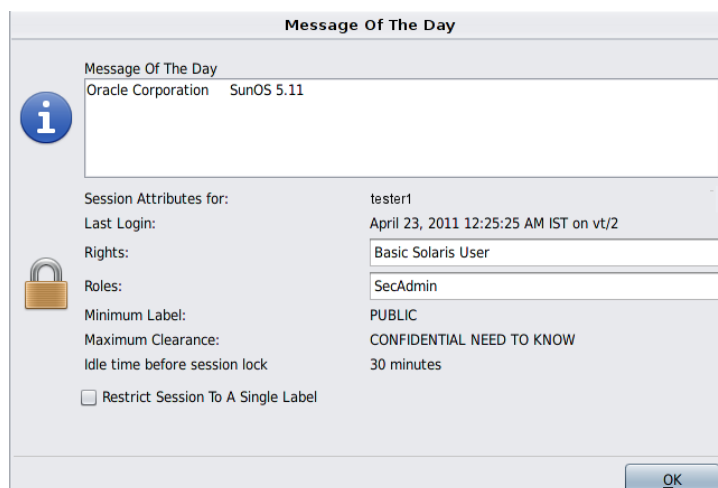 Message Of The Day
Message Of The Day
Oracle Corporation SunOS 5.11
Session Attributes for: tester1
Last Login: April 23, 2011 12:25:25 AM IST on vt/2
Rights: Basic Solaris User
Roles: SecAdmin
Minimum Label: PUBLIC
Maximum Clearance: CONFIDENTIAL NEED TO KNOW
Idle time before session lock 30 minutes
Restrict Session To A Single Label
OK